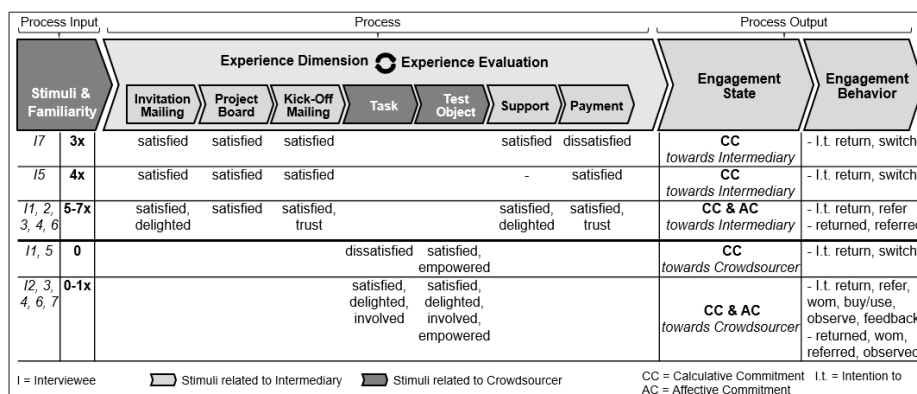 Process Input Process Process Output
Experience Dimension Experience Evaluation
Stimuli & Familiarity
Invitation Mailing
Project Board
Kick-Off Mailing
Task
Test Object
Support
Payment
Engagement State
Engagement Behavior
I7 3x satisfied satisfied satisfied satisfied dissatisfied CC - I.t. return, switch
towards Intermediary
I5 4x satisfied satisfied satisfied - satisfied CC - I.t. return, switch
towards Intermediary
I1, 2, 5-7x satisfied, satisfied satisfied, satisfied, satisfied, CC & AC - I.t. return, refer
3, 4, 6 delighted trust delighted trust towards Intermediary - returned, referred
I1, 5 0 dissatisfied satisfied, CC - I.t. return, switch
empowered towards Crowdsourcer
I2, 3, 0-1x satisfied, satisfied, - I.t. return, refer,
4, 6, 7 delighted, delighted, CC & AC wom, buy/use,
involved involved, towards Crowdsourcer observe, feedback
empowered - returned, wom,
referred, observed
I = Interviewee Stimuli related to Intermediary Stimuli related to Crowdsourcer CC = Calculative Commitment I.t. = Intention to
AC = Affective Commitment